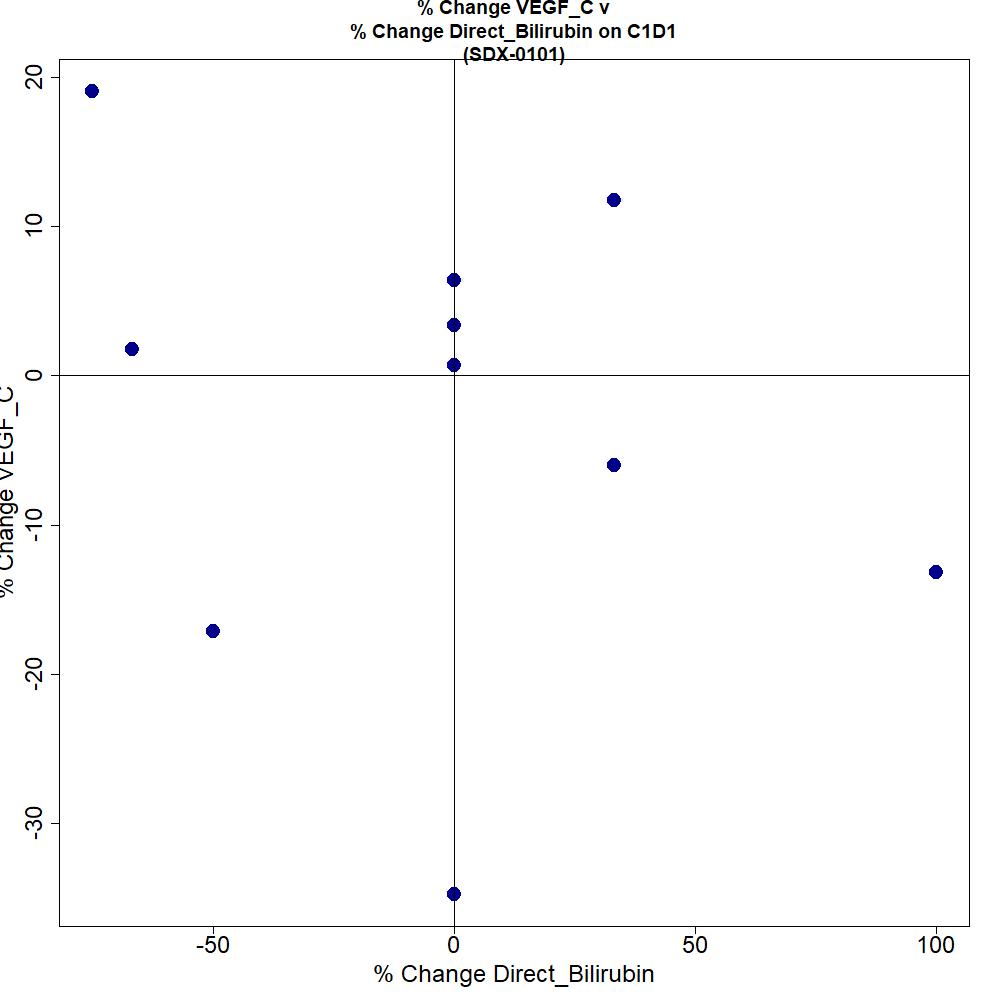 % Change VEGF_C v
% Change Direct_Bilirubin on C1D1
(SDX-0101)
20
10
0
-10
-20
-30
% Change VEGF_C
-50
0
50
100
% Change Direct_Bilirubin